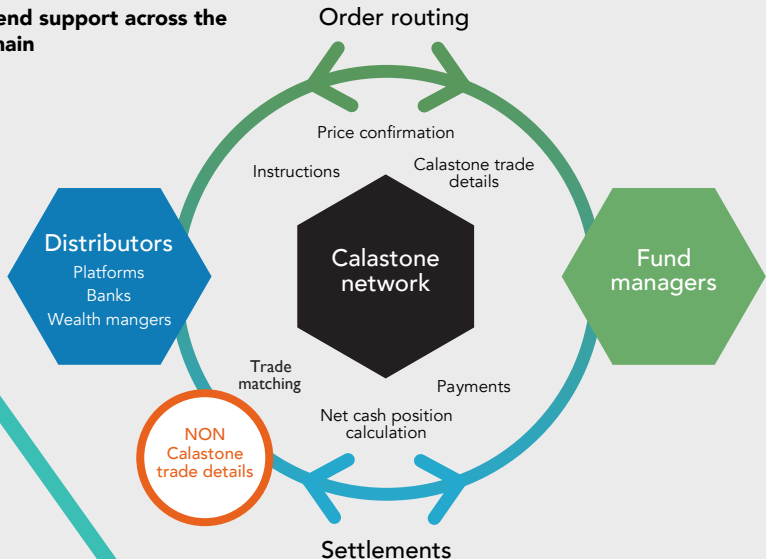 end support across the
Order routing
Price confirmation
Instructions
Calastone trade
details
Distributors
Platforms
Banks
Wealth mangers
Calastone
network
Fund
managers
Trade
matching
Payments
Net cash position
calculation
NON
Calastone
trade details
Settlements